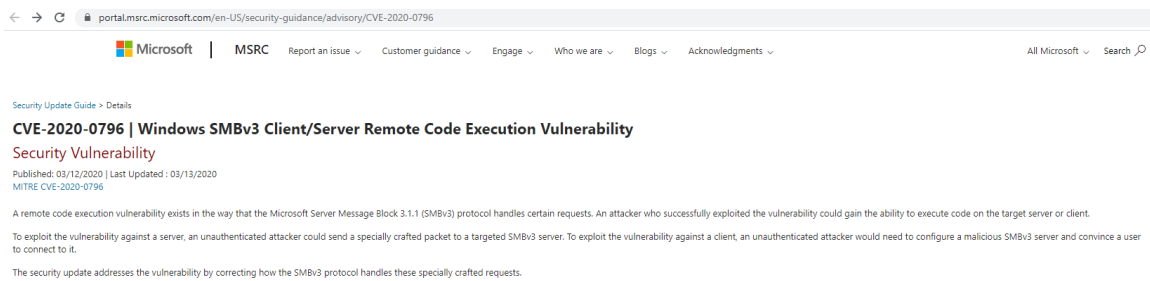 portal.msrc.microsoft.com/en-US/security-guidance/advisory/CVE-2020-0796
Microsoft | MSRC Report an issue Customer guidance Engage Who we are Blogs Acknowledgments All Microsoft Search
Security Update Guide > Details
CVE-2020-0796 | Windows SMBv3 Client/Server Remote Code Execution Vulnerability
Security Vulnerability
Published: 03/12/2020 | Last Updated : 03/13/2020
MITRE CVE-2020-0796
A remote code execution vulnerability exists in the way that the Microsoft Server Message Block 3.1.1 (SMBv3) protocol handles certain requests. An attacker who successfully exploited the vulnerability could gain the ability to execute code on the target server or client.
To exploit the vulnerability against a server, an unauthenticated attacker could send a specially crafted packet to a targeted SMBv3 server. To exploit the vulnerability against a client, an unauthenticated attacker would need to configure a malicious SMBv3 server and convince a user
to connect to it.
The security update addresses the vulnerability by correcting how the SMBv3 protocol handles these specially crafted requests.